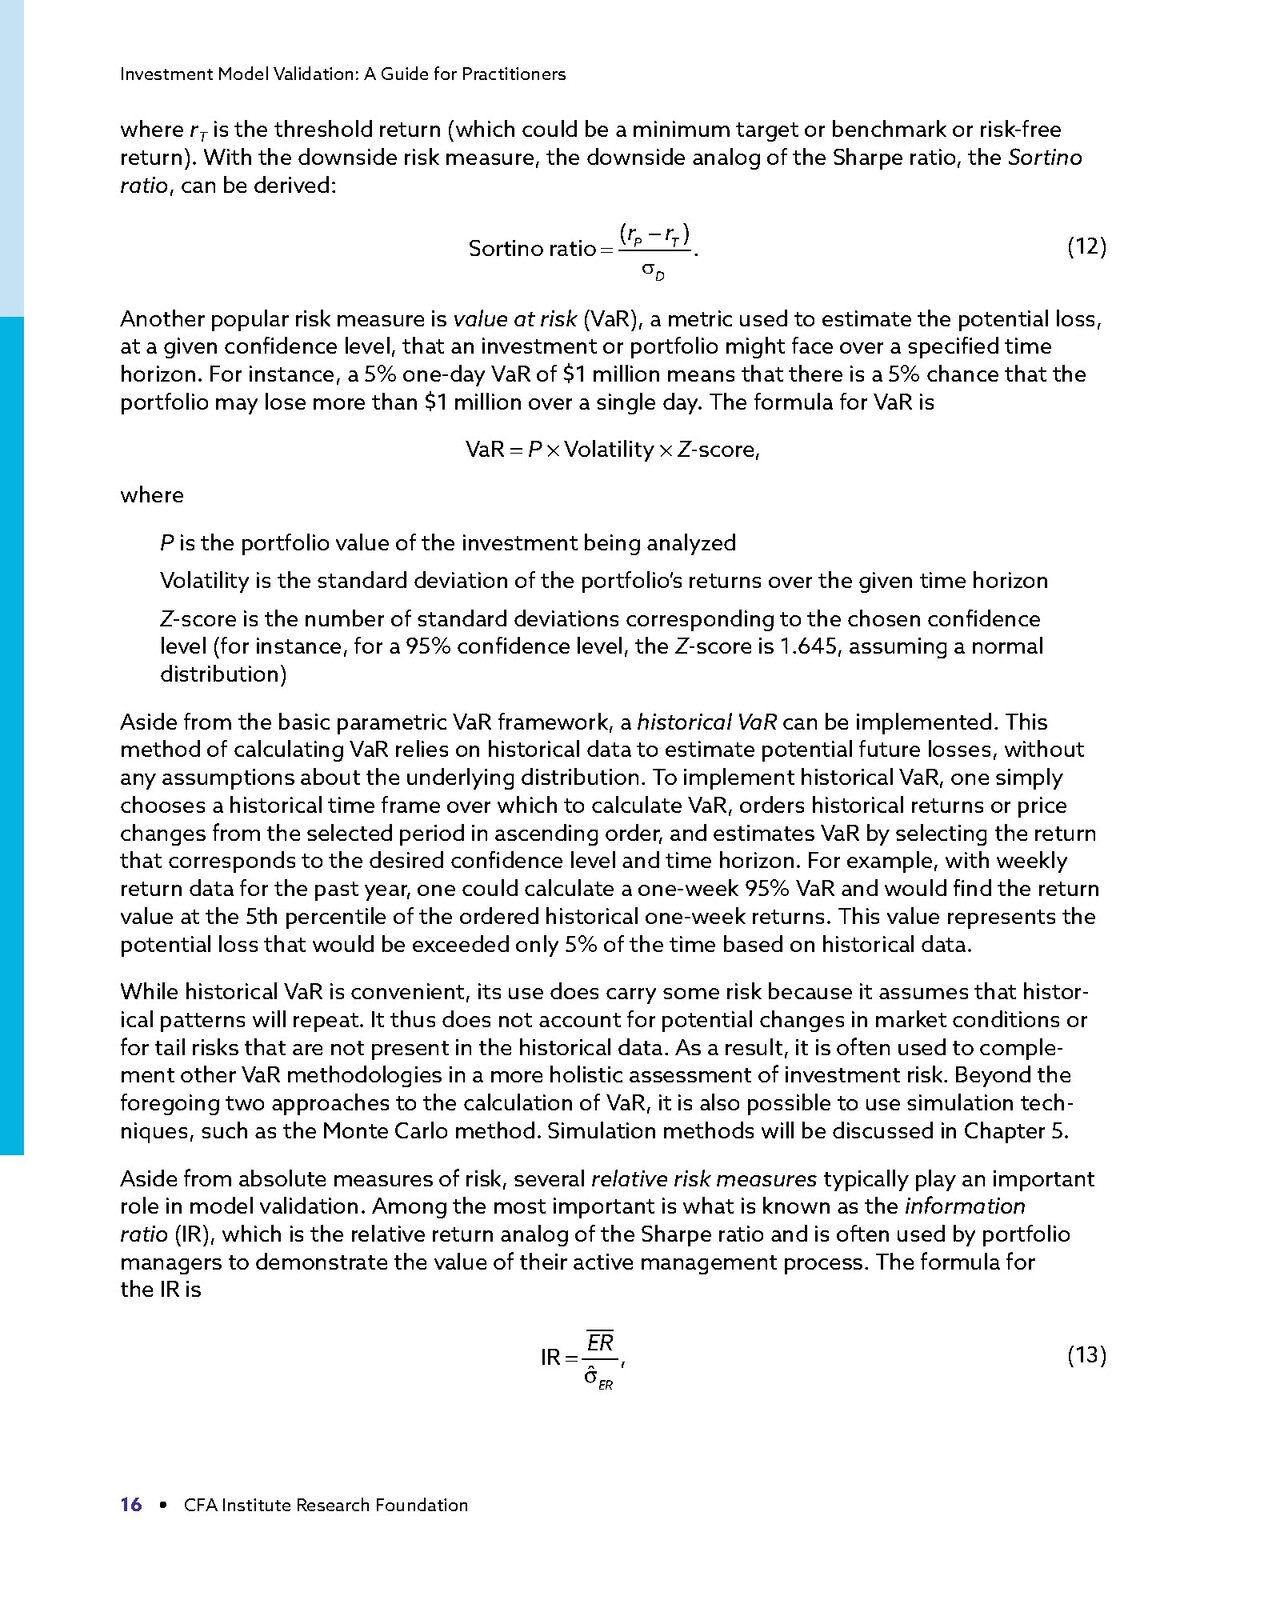 Investment Model Validation: A Guide for Practitioners
where r_T is the threshold return (which could be a minimum target or benchmark or risk-free
return). With the downside risk measure, the downside analog of the Sharpe ratio, the Sortino
ratio, can be derived:
Sortino ratio = (r_P − r_T) / σ_D. (12)
Another popular risk measure is value at risk (VaR), a metric used to estimate the potential loss,
at a given confidence level, that an investment or portfolio might face over a specified time
horizon. For instance, a 5% one-day VaR of $1 million means that there is a 5% chance that the
portfolio may lose more than $1 million over a single day. The formula for VaR is
VaR = P × Volatility × Z-score,
where
P is the portfolio value of the investment being analyzed
Volatility is the standard deviation of the portfolio's returns over the given time horizon
Z-score is the number of standard deviations corresponding to the chosen confidence
level (for instance, for a 95% confidence level, the Z-score is 1.645, assuming a normal
distribution)
Aside from the basic parametric VaR framework, a historical VaR can be implemented. This
method of calculating VaR relies on historical data to estimate potential future losses, without
any assumptions about the underlying distribution. To implement historical VaR, one simply
chooses a historical time frame over which to calculate VaR, orders historical returns or price
changes from the selected period in ascending order, and estimates VaR by selecting the return
that corresponds to the desired confidence level and time horizon. For example, with weekly
return data for the past year, one could calculate a one-week 95% VaR and would find the return
value at the 5th percentile of the ordered historical one-week returns. This value represents the
potential loss that would be exceeded only 5% of the time based on historical data.
While historical VaR is convenient, its use does carry some risk because it assumes that histor-
ical patterns will repeat. It thus does not account for potential changes in market conditions or
for tail risks that are not present in the historical data. As a result, it is often used to comple-
ment other VaR methodologies in a more holistic assessment of investment risk. Beyond the
foregoing two approaches to the calculation of VaR, it is also possible to use simulation tech-
niques, such as the Monte Carlo method. Simulation methods will be discussed in Chapter 5.
Aside from absolute measures of risk, several relative risk measures typically play an important
role in model validation. Among the most important is what is known as the information
ratio (IR), which is the relative return analog of the Sharpe ratio and is often used by portfolio
managers to demonstrate the value of their active management process. The formula for
the IR is
IR = E̅R̅ / σ̂_ER, (13)
16 • CFA Institute Research Foundation